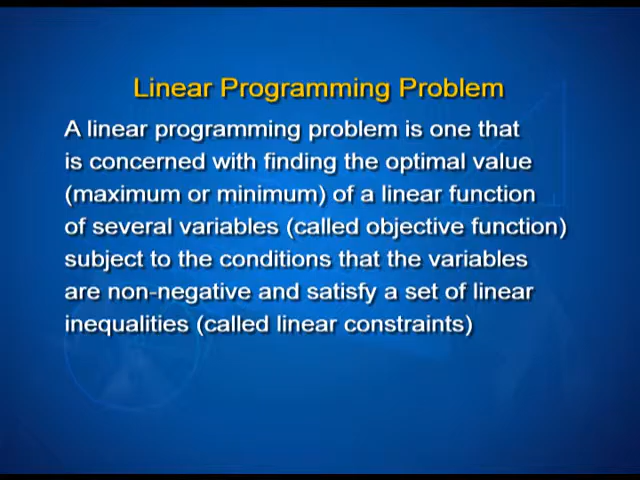 Linear Programming Problem
A linear programming problem is one that
is concerned with finding the optimal value
(maximum or minimum) of a linear function
of several variables (called objective function)
subject to the conditions that the variables
are non-negative and satisfy a set of linear
inequalities (called linear constraints)